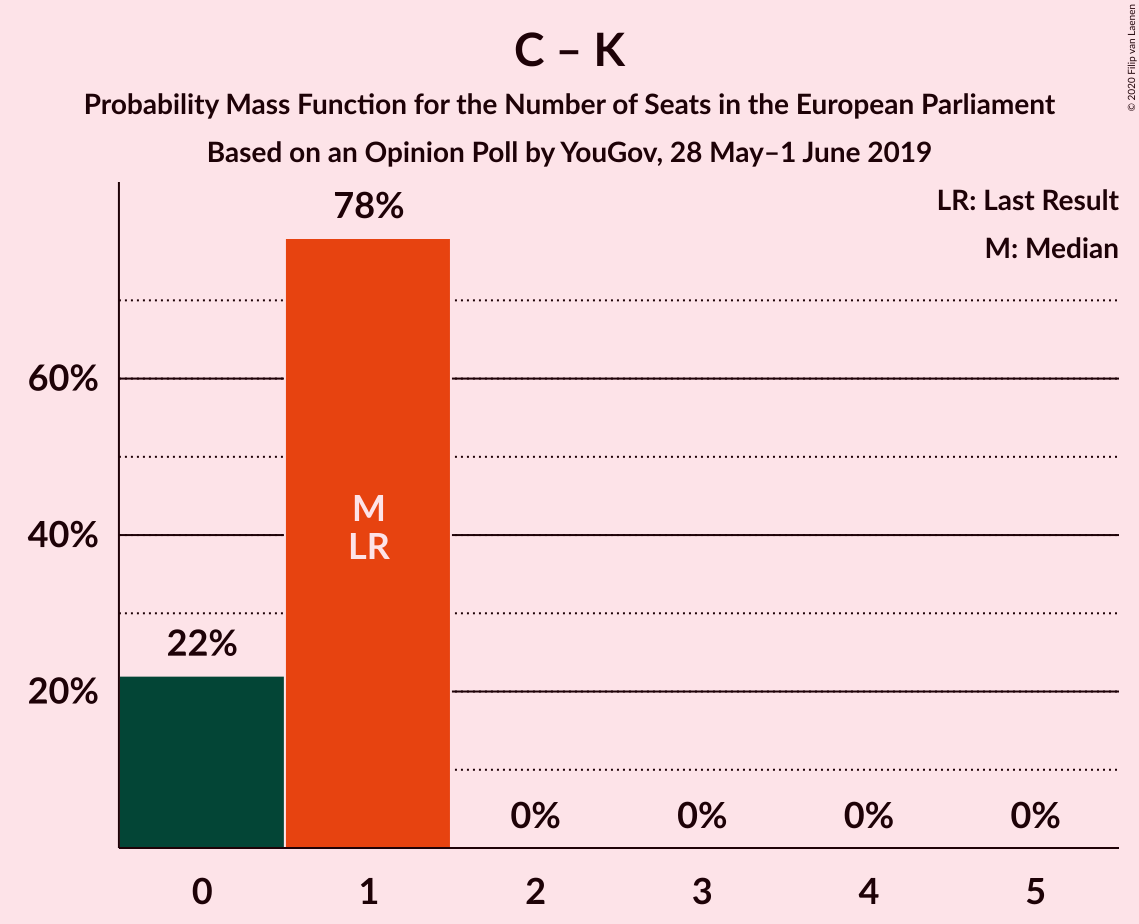 C – K
Probability Mass Function for the Number of Seats in the European Parliament
Based on an Opinion Poll by YouGov, 28 May–1 June 2019
© 2020 Filip van Laenen
LR: Last Result
M: Median
78%
60%
M
40%
LR
22%
20%
0% 0% 0% 0%
0 1 2 3 4 5